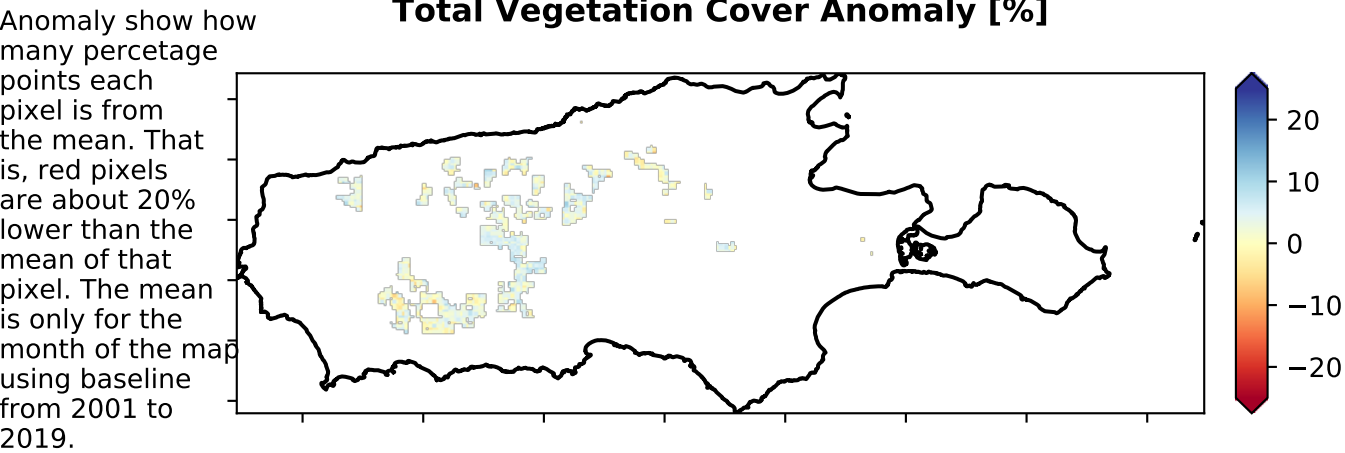 Total Vegetation Cover Anomaly [%]
Anomaly show how
many percetage
points each
pixel is from
the mean. That
is, red pixels
are about 20%
lower than the
mean of that
pixel. The mean
is only for the
month of the map
using baseline
from 2001 to
2019.
20
10
0
−10
−20